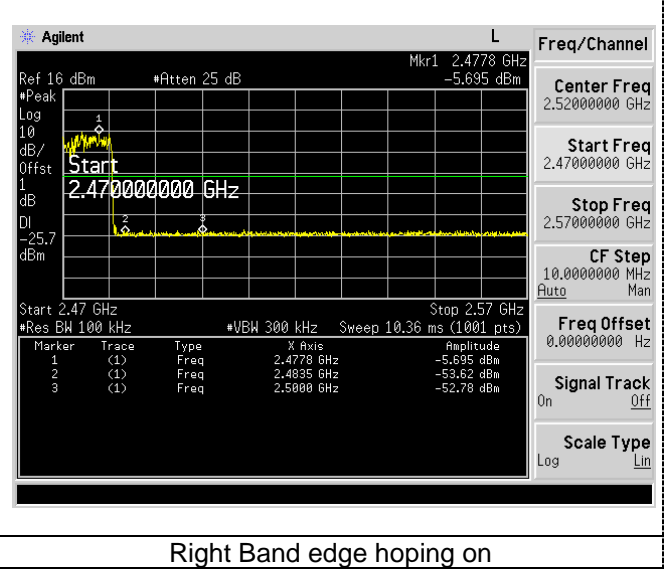 Agilent
L
Freq/Channel
Mkr1 2.4778 GHz
Ref 16 dBm #Atten 25 dB -5.695 dBm
#Peak
Log
10
dB/
Offst
1
dB
DI
-25.7
dBm
1
Start
2.470000000 GHz
2 3
Center Freq
2.52000000 GHz
Start Freq
2.47000000 GHz
Stop Freq
2.57000000 GHz
CF Step
10.0000000 MHz
Auto Man
Freq Offset
0.00000000 Hz
Signal Track
On Off
Scale Type
Log Lin
Start 2.47 GHz Stop 2.57 GHz
#Res BW 100 kHz #VBW 300 kHz Sweep 10.36 ms (1001 pts)
Marker Trace Type X Axis Amplitude
1 (1) Freq 2.4778 GHz -5.695 dBm
2 (1) Freq 2.4835 GHz -53.62 dBm
3 (1) Freq 2.5000 GHz -52.78 dBm
Right Band edge hoping on